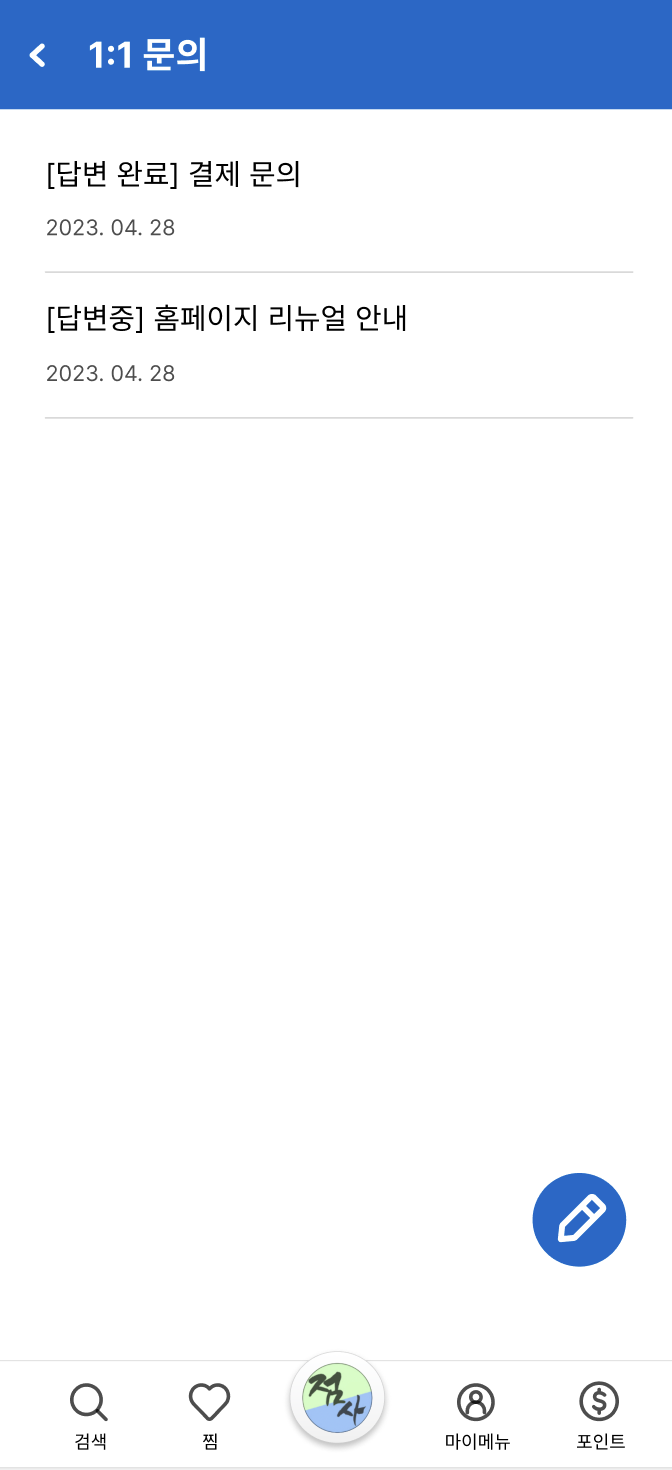 1:1 문의
[답변 완료] 결제 문의
2023. 04. 28
[답변중] 홈페이지 리뉴얼 안내
2023. 04. 28
점
사
검색
찜
마이메뉴
포인트